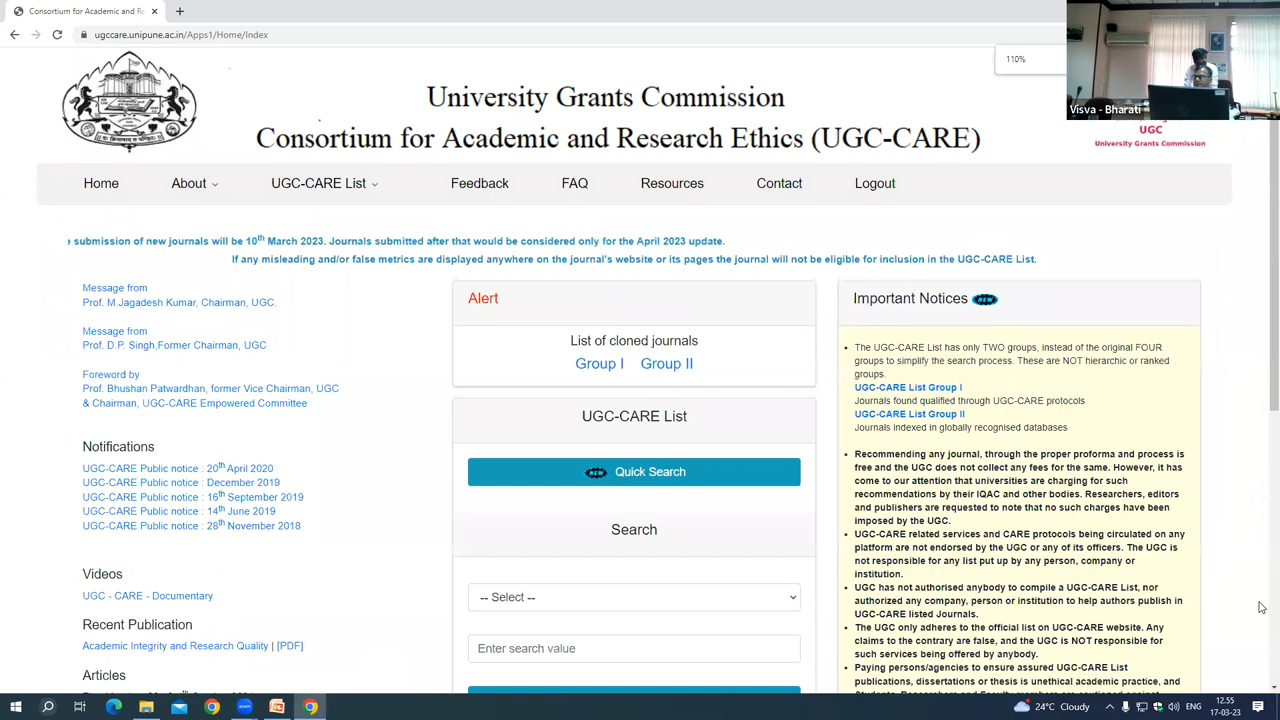 Consortium for Academic and Re
ugccare.unipune.ac.in/Apps1/Home/Index
110%
Visva - Bharati
University Grants Commission
Consortium for Academic and Research Ethics (UGC-CARE)
UGC
University Grants Commission
Home About UGC-CARE List Feedback FAQ Resources Contact Logout
submission of new journals will be 10th March 2023. Journals submitted after that would be considered only for the April 2023 update.
If any misleading and/or false metrics are displayed anywhere on the journal's website or its pages the journal will not be eligible for inclusion in the UGC-CARE List.
Message from
Prof. M.Jagadesh Kumar, Chairman, UGC.
Message from
Prof. D.P. Singh,Former Chairman, UGC
Foreword by
Prof. Bhushan Patwardhan, former Vice Chairman, UGC
& Chairman, UGC-CARE Empowered Committee
Notifications
UGC-CARE Public notice : 20th April 2020
UGC-CARE Public notice : December 2019
UGC-CARE Public notice : 16th September 2019
UGC-CARE Public notice : 14th June 2019
UGC-CARE Public notice : 28th November 2018
Videos
UGC - CARE - Documentary
Recent Publication
Academic Integrity and Research Quality | [PDF]
Articles
Alert
List of cloned journals
Group I Group II
UGC-CARE List
NEW Quick Search
Search
-- Select --
Enter search value
Important Notices NEW
• The UGC-CARE List has only TWO groups, instead of the original FOUR
groups to simplify the search process. These are NOT hierarchic or ranked
groups.
UGC-CARE List Group I
Journals found qualified through UGC-CARE protocols
UGC-CARE List Group II
Journals indexed in globally recognised databases
• Recommending any journal, through the proper proforma and process is
free and the UGC does not collect any fees for the same. However, it has
come to our attention that universities are charging for such
recommendations by their IQAC and other bodies. Researchers, editors
and publishers are requested to note that no such charges have been
imposed by the UGC.
• UGC-CARE related services and CARE protocols being circulated on any
platform are not endorsed by the UGC or any of its officers. The UGC is
not responsible for any list put up by any person, company or
institution.
• UGC has not authorised anybody to compile a UGC-CARE List, nor
authorized any company, person or institution to help authors publish in
UGC-CARE listed Journals.
• The UGC only adheres to the official list on UGC-CARE website. Any
claims to the contrary are false, and the UGC is NOT responsible for
such services being offered by anybody.
• Paying persons/agencies to ensure assured UGC-CARE List
publications, dissertations or thesis is unethical academic practice, and
24°C Cloudy
ENG
12.55
17-03-23